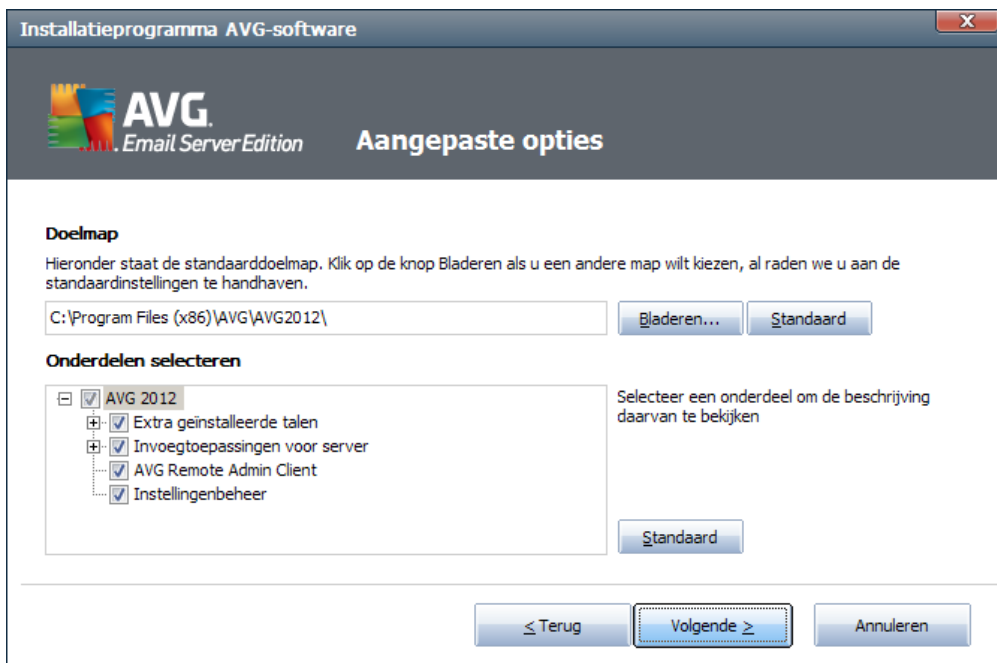 Installatieprogramma AVG-software
AVG.
Email Server Edition
Aangepaste opties
Doelmap
Hieronder staat de standaarddoelmap. Klik op de knop Bladeren als u een andere map wilt kiezen, al raden we u aan de
standaardinstellingen te handhaven.
C:\Program Files (x86)\AVG\AVG2012\
Bladeren...
Standaard
Onderdelen selecteren
AVG 2012
Extra geïnstalleerde talen
Invoegtoepassingen voor server
AVG Remote Admin Client
Instellingenbeheer
Selecteer een onderdeel om de beschrijving
daarvan te bekijken
Standaard
< Terug
Volgende >
Annuleren